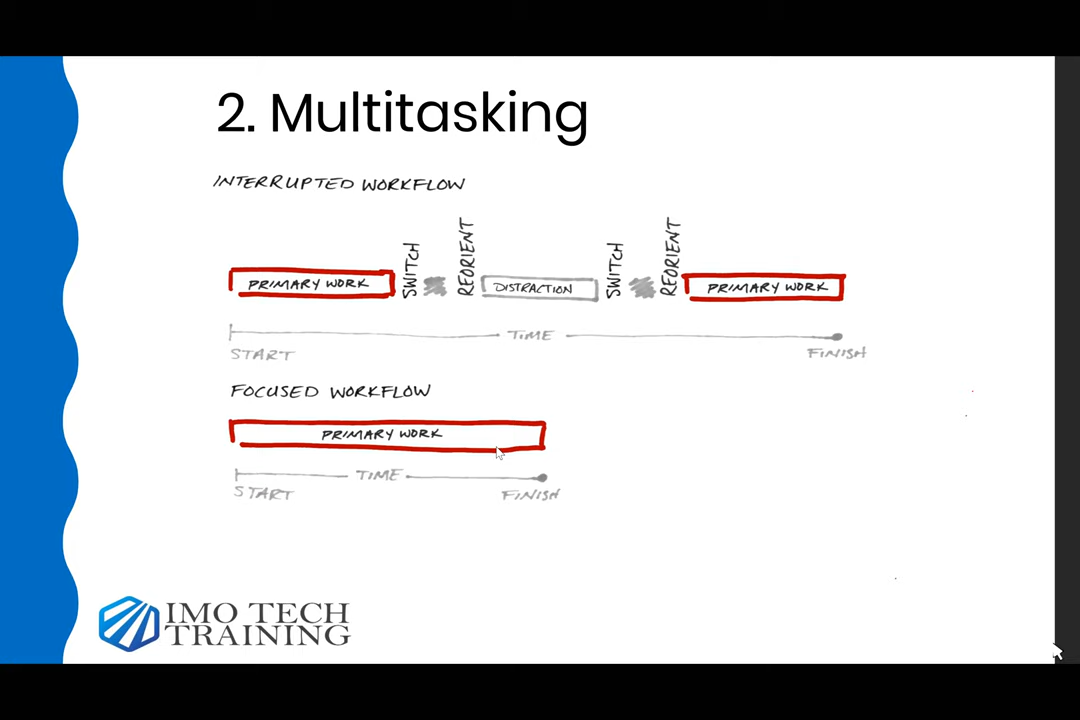 2. Multitasking
INTERRUPTED WORKFLOW
PRIMARY WORK SWITCH REORIENT DISTRACTION SWITCH REORIENT PRIMARY WORK
TIME
START FINISH
FOCUSED WORKFLOW
PRIMARY WORK
TIME
START FINISH
IMO TECH
TRAINING